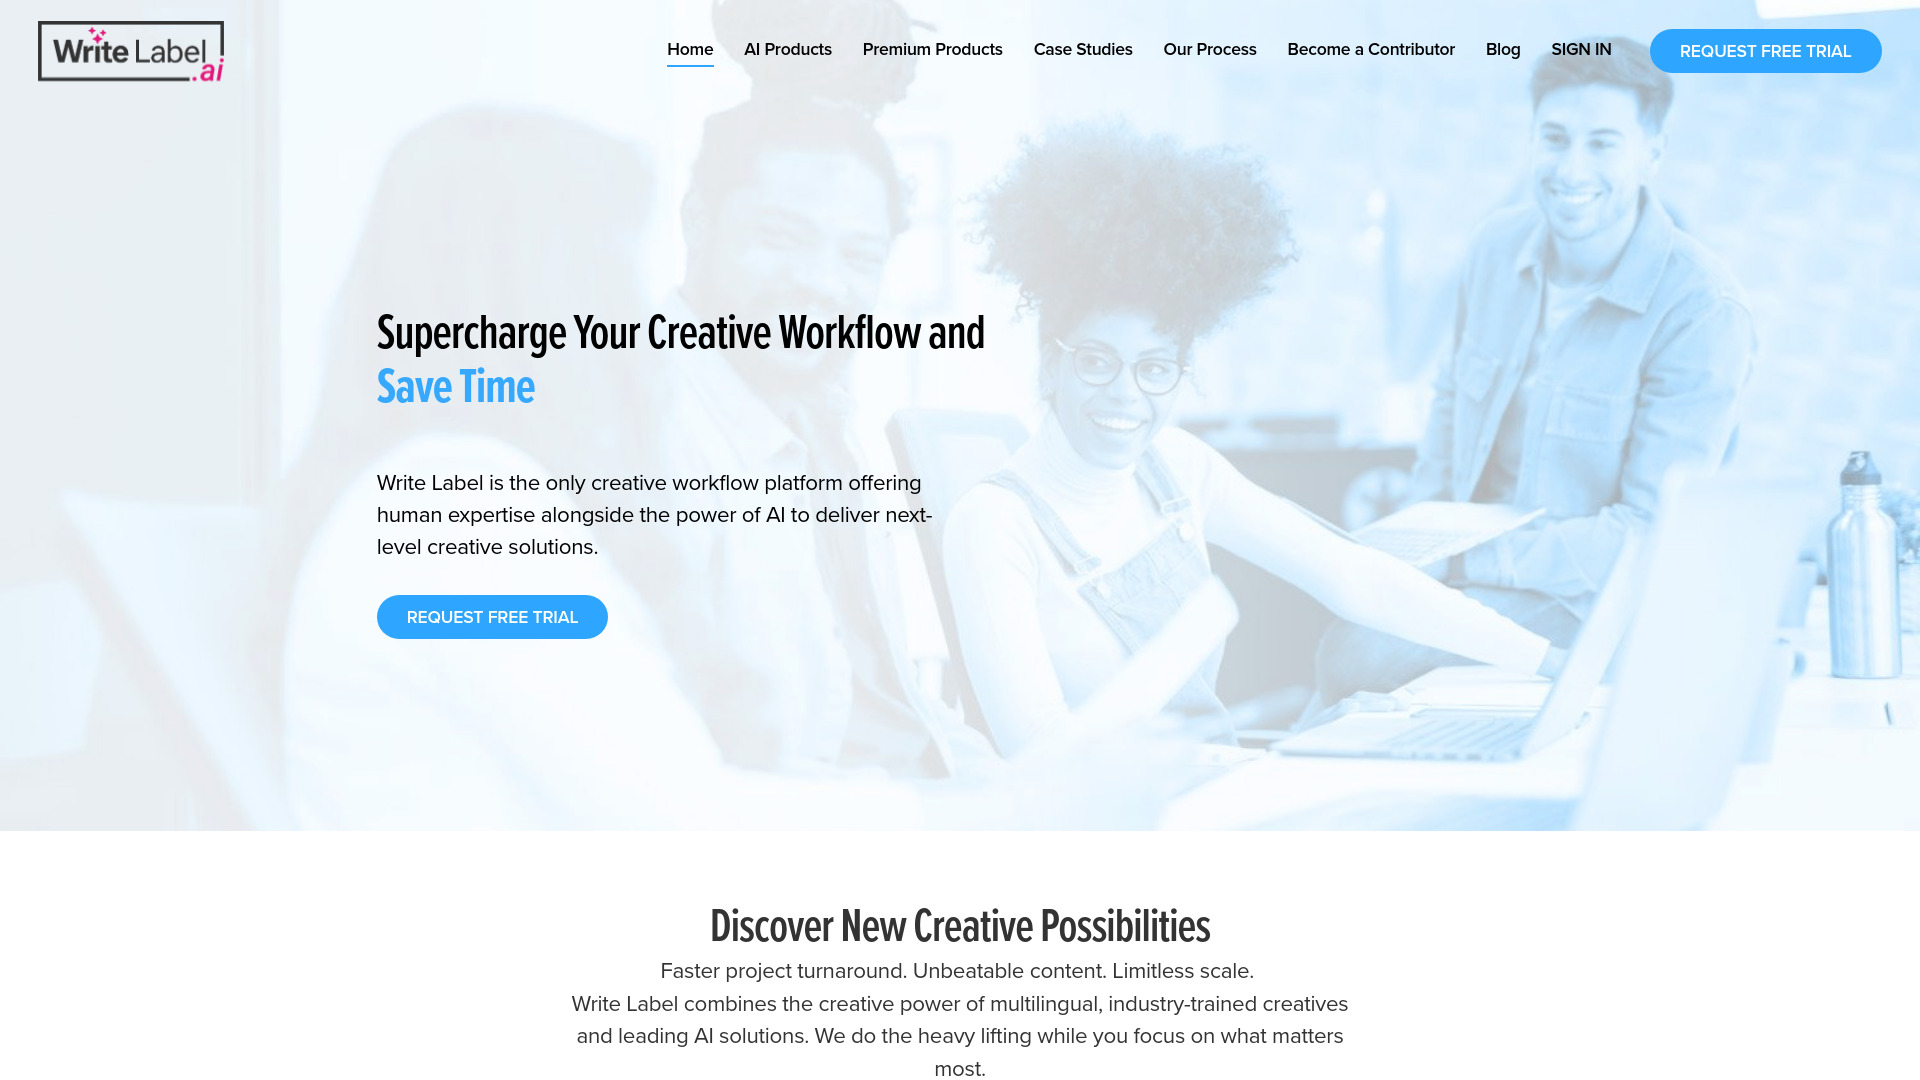 Write Label
.ai
Home
AI Products
Premium Products
Case Studies
Our Process
Become a Contributor
Blog
SIGN IN
REQUEST FREE TRIAL
Supercharge Your Creative Workflow and
Save Time
Write Label is the only creative workflow platform offering
human expertise alongside the power of AI to deliver next-
level creative solutions.
REQUEST FREE TRIAL
Discover New Creative Possibilities
Faster project turnaround. Unbeatable content. Limitless scale.
Write Label combines the creative power of multilingual, industry-trained creatives
and leading AI solutions. We do the heavy lifting while you focus on what matters
most.